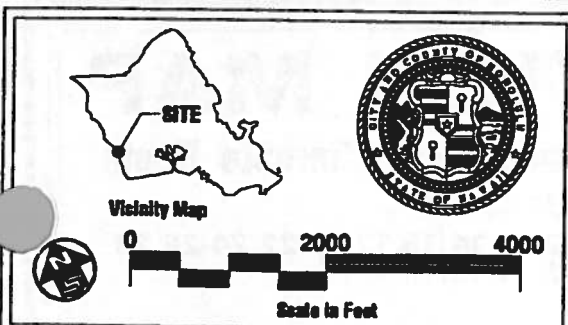 SITE
CITY AND COUNTY OF HONOLULU
STATE OF HAWAII
Vicinity Map
0 2000 4000
N
S
Scale in Feet